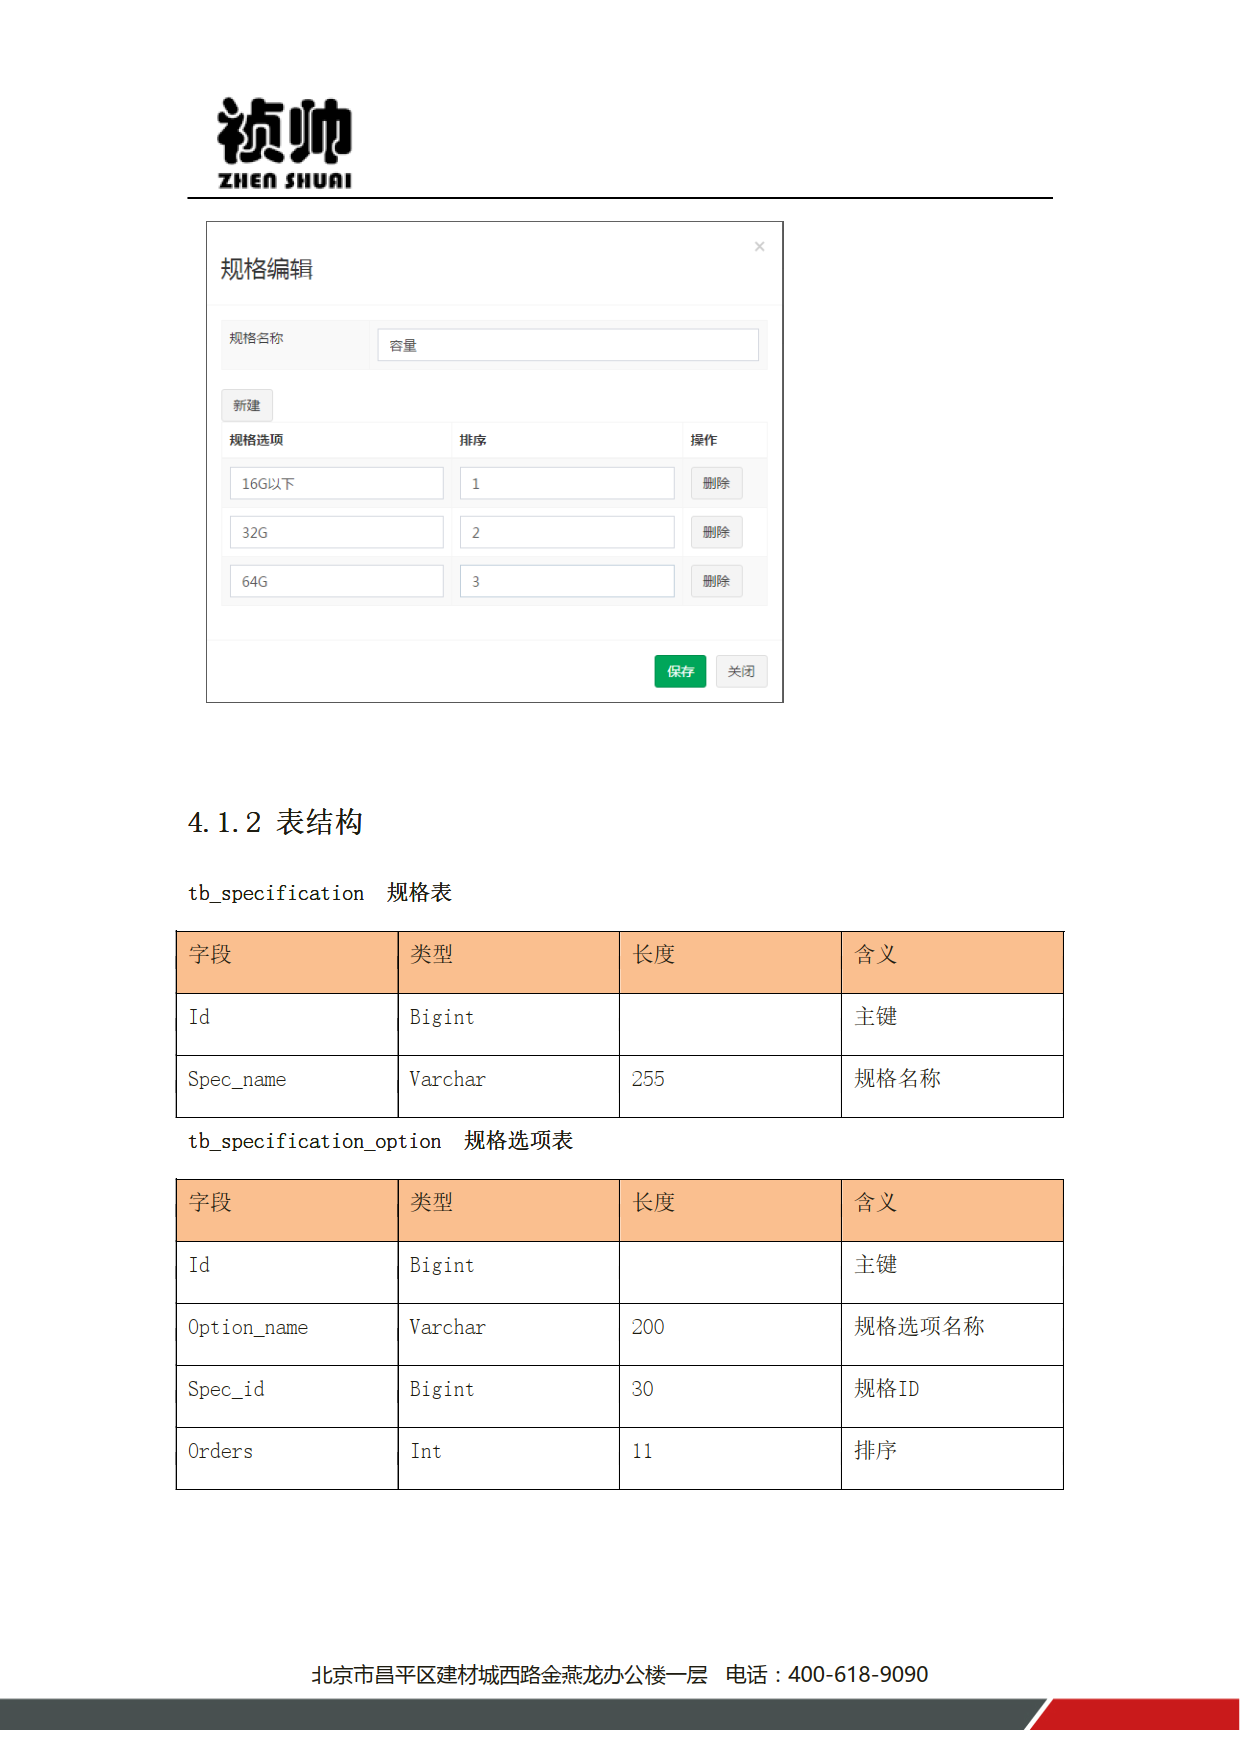 祯帅
ZHEN SHUAI
×
规格编辑
规格名称 容量
新建
规格选项 排序 操作
16G以下 1 删除
32G 2 删除
64G 3 删除
保存 关闭
4.1.2 表结构
tb_specification 规格表
字段 类型 长度 含义
Id Bigint 主键
Spec_name Varchar 255 规格名称
tb_specification_option 规格选项表
字段 类型 长度 含义
Id Bigint 主键
Option_name Varchar 200 规格选项名称
Spec_id Bigint 30 规格ID
Orders Int 11 排序
北京市昌平区建材城西路金燕龙办公楼一层 电话：400-618-9090